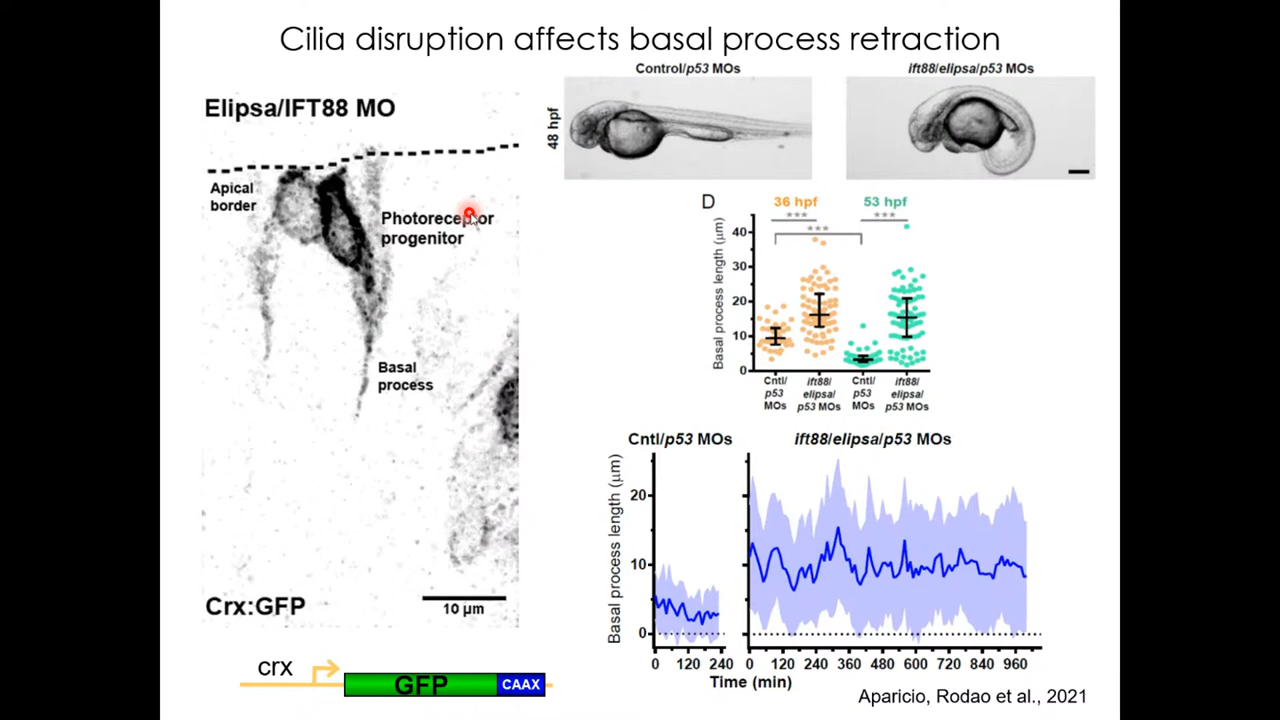 Cilia disruption affects basal process retraction
Elipsa/IFT88 MO
Apical
border
Photoreceptor
progenitor
Basal
process
Crx:GFP
10 µm
crx
GFP
CAAX
Control/p53 MOs
ift88/elipsa/p53 MOs
48 hpf
D
36 hpf
53 hpf
***
***
***
Basal process length (µm)
40
30
20
10
0
Cntl/
p53
MOs
ift88/
elipsa/
p53 MOs
Cntl/
p53
MOs
ift88/
elipsa/
p53 MOs
Cntl/p53 MOs
ift88/elipsa/p53 MOs
Basal process length (µm)
20
10
0
0 120 240
0 120 240 360 480 600 720 840 960
Time (min)
Aparicio, Rodao et al., 2021